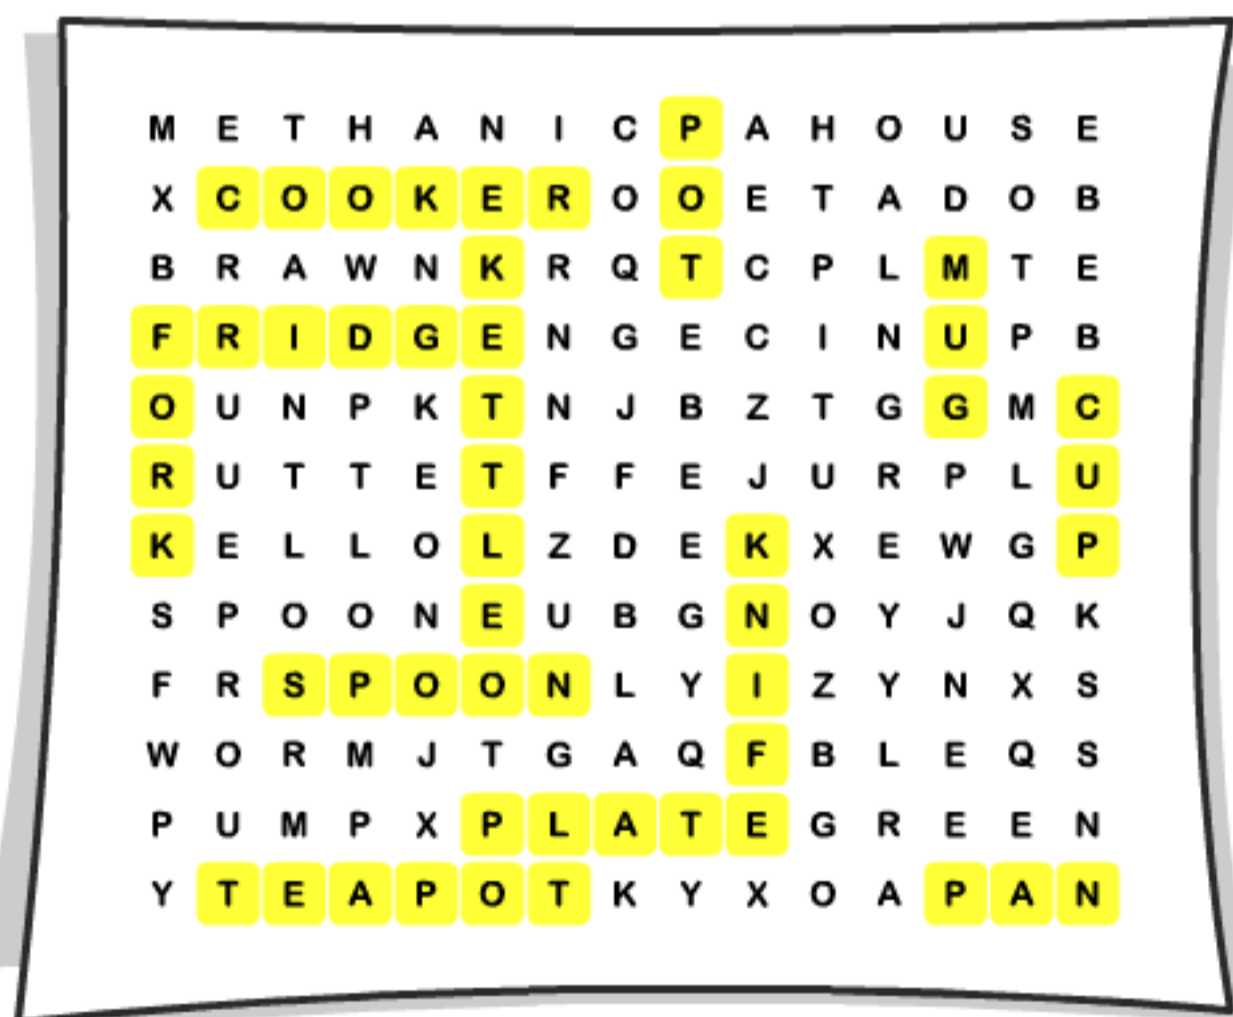 M E T H A N I C P A H O U S E
X C O O K E R O O E T A D O B
B R A W N K R Q T C P L M T E
F R I D G E N G E C I N U P B
O U N P K T N J B Z T G G M C
R U T T E T F F E J U R P L U
K E L L O L Z D E K X E W G P
S P O O N E U B G N O Y J Q K
F R S P O O N L Y I Z Y N X S
W O R M J T G A Q F B L E Q S
P U M P X P L A T E G R E E N
Y T E A P O T K Y X O A P A N